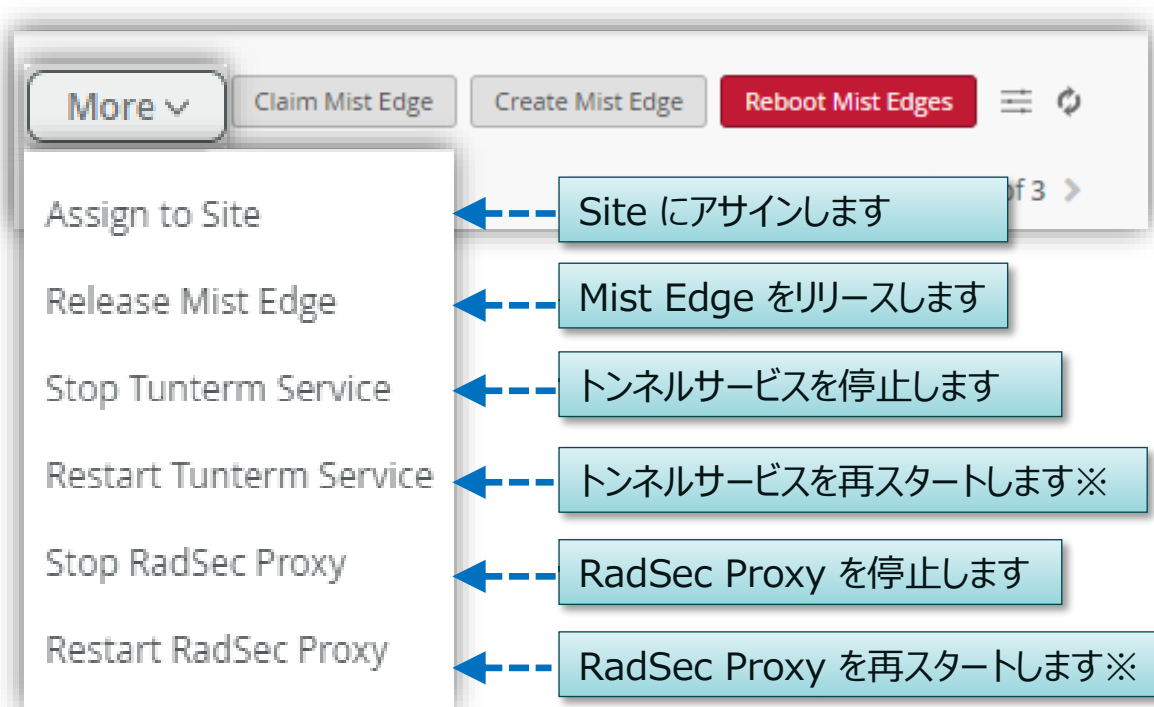 More
Claim Mist Edge
Create Mist Edge
Reboot Mist Edges
of 3
Assign to Site
Site にアサインします
Release Mist Edge
Mist Edge をリリースします
Stop Tunterm Service
トンネルサービスを停止します
Restart Tunterm Service
トンネルサービスを再スタートします※
Stop RadSec Proxy
RadSec Proxy を停止します
Restart RadSec Proxy
RadSec Proxy を再スタートします※